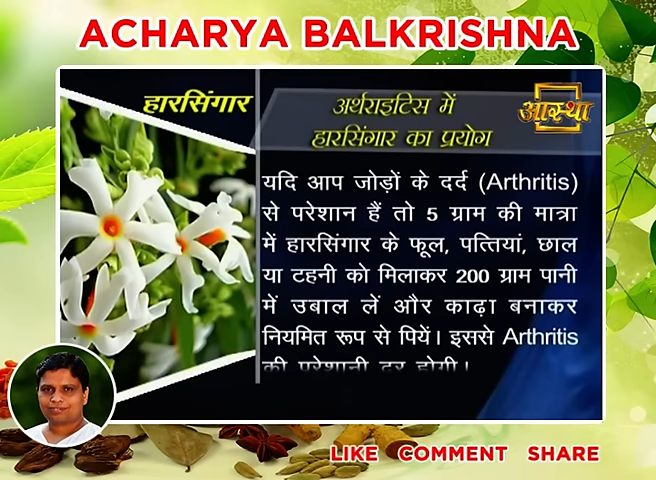 ACHARYA BALKRISHNA
हारसिंगार
अर्थराइटिस में
हारसिंगार का प्रयोग
आस्था
यदि आप जोड़ों के दर्द (Arthritis)
से परेशान हैं तो 5 ग्राम की मात्रा
में हारसिंगार के फूल, पत्तियां, छाल
या टहनी को मिलाकर 200 ग्राम पानी
में उबाल लें और काढ़ा बनाकर
नियमित रूप से पियें। इससे Arthritis
की परेशानी दूर होगी।
LIKE COMMENT SHARE